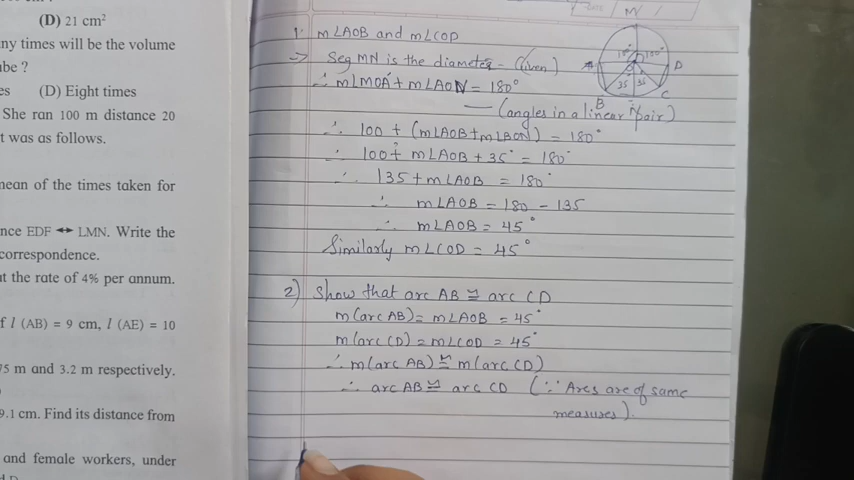 (D) 21 cm²
ny times will be the volume
be ?
es (D) Eight times
She ran 100 m distance 20
t was as follows.
nean of the times taken for
nce EDF ↔ LMN. Write the
correspondence.
at the rate of 4% per annum.
f l (AB) = 9 cm, l (AE) = 10
75 m and 3.2 m respectively.
9.1 cm. Find its distance from
and female workers, under
M
1. m∠AOB and m∠COD
⇒ Seg MN is the diameter - (Given)
∴ m∠MOA + m∠AON = 180°
— (angles in a linear pair)
∴ 100 + (m∠AOB + m∠BON) = 180°
∴ 100 + m∠AOB + 35° = 180°
∴ 135 + m∠AOB = 180°
∴ m∠AOB = 180 - 135
∴ m∠AOB = 45°
Similarly m∠COD = 45°
100°
A D
O
35 35
B C
N
2) Show that arc AB ≅ arc CD
m(arc AB) = m∠AOB = 45°
m(arc CD) = m∠COD = 45°
∴ m(arc AB) ≅ m(arc CD)
∴ arc AB ≅ arc CD (∵ Arcs are of same
measures).